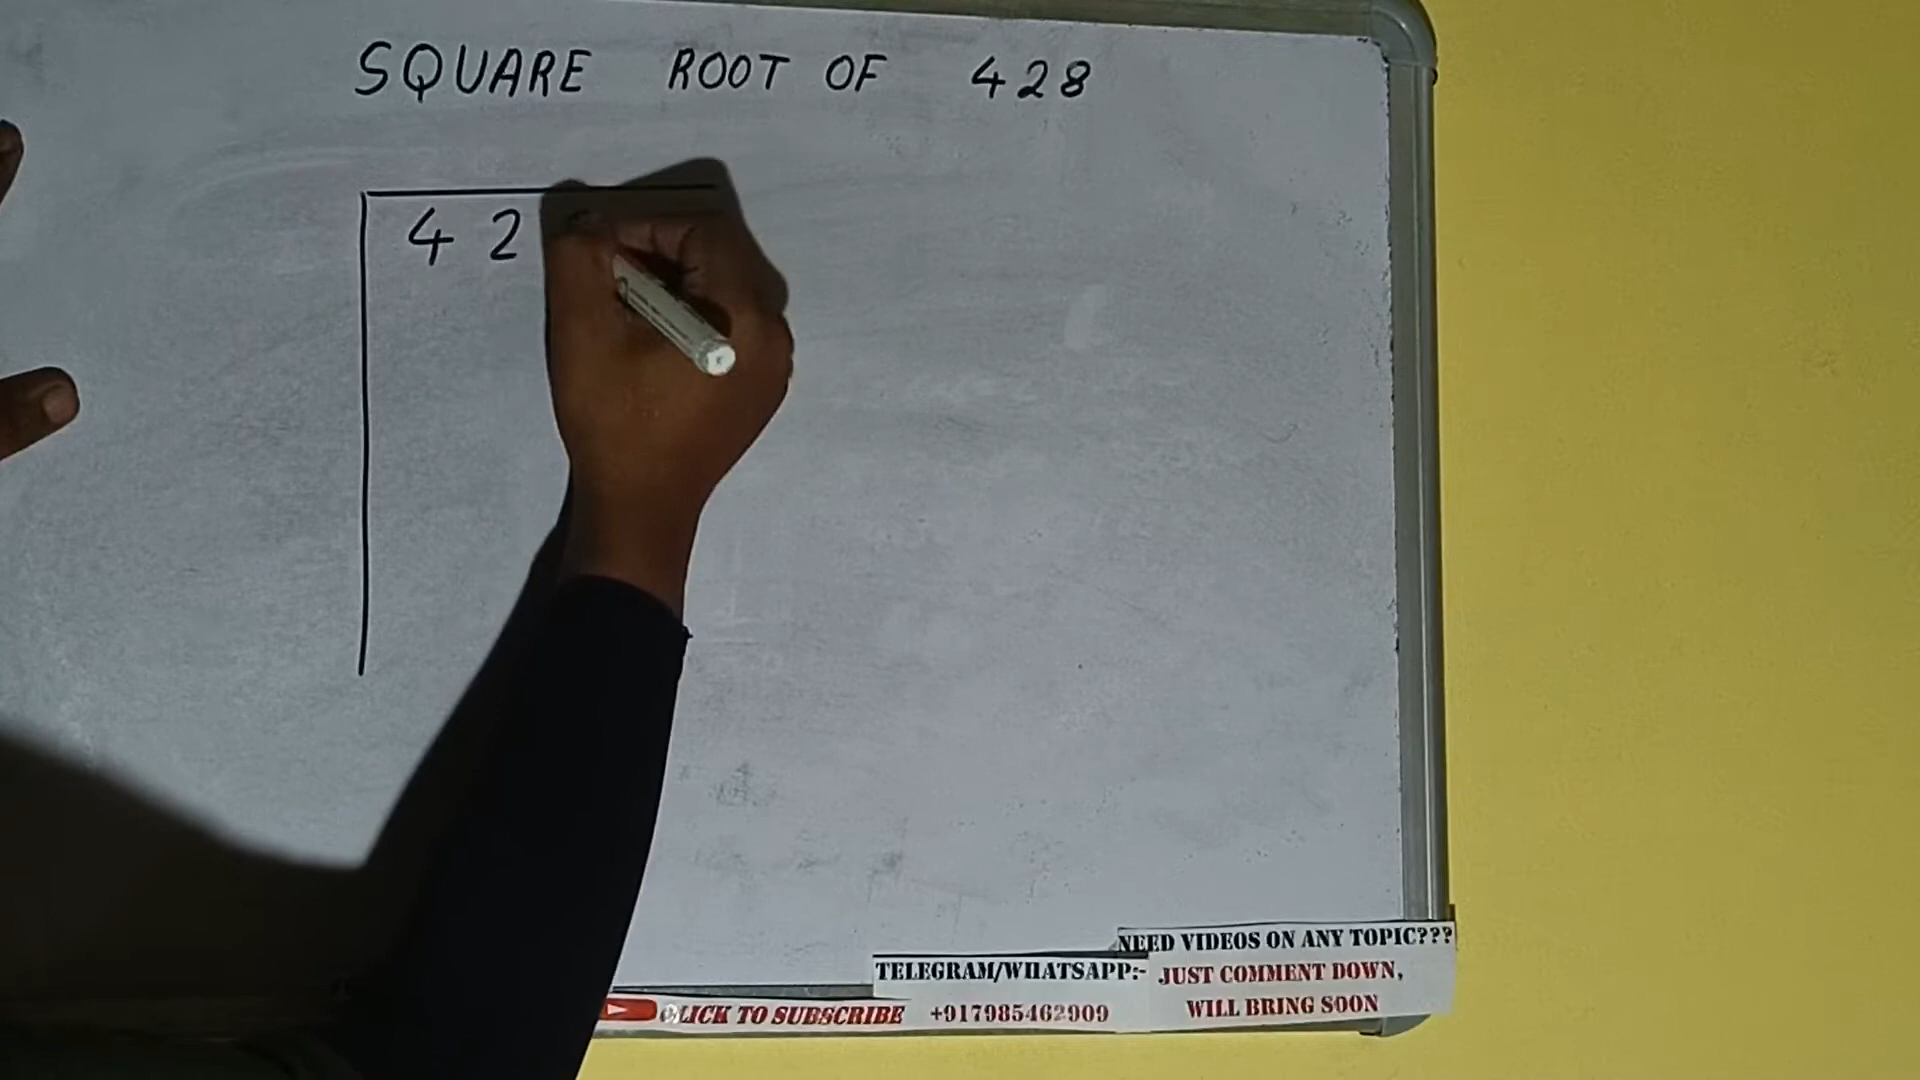 SQUARE ROOT OF 428
4 2
NEED VIDEOS ON ANY TOPIC???
TELEGRAM/WHATSAPP:- JUST COMMENT DOWN,
CLICK TO SUBSCRIBE +917985462909 WILL BRING SOON